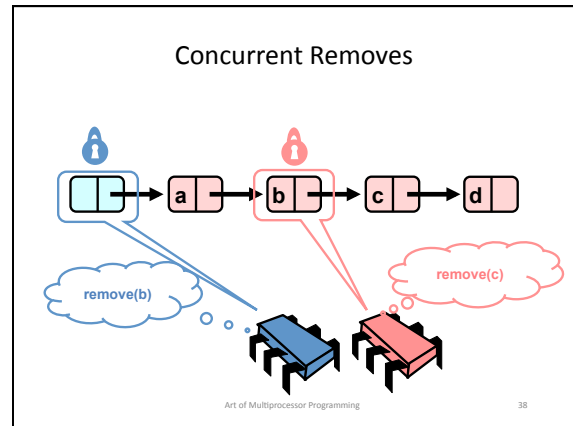 Concurrent Removes
a
b
c
d
remove(b)
remove(c)
Art of Multiprocessor Programming
38